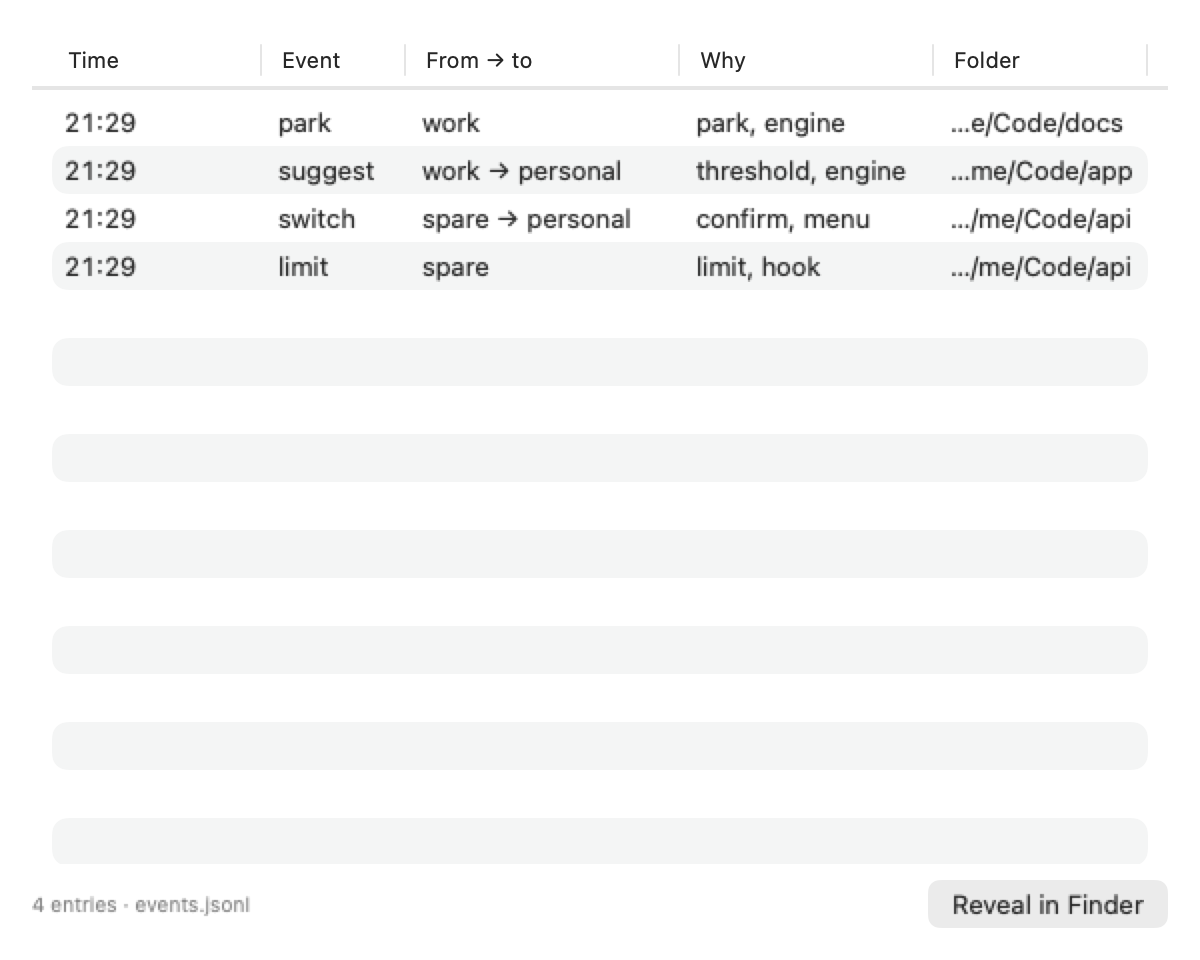 Time Event From → to Why Folder
21:29 park work park, engine ...e/Code/docs
21:29 suggest work → personal threshold, engine ...me/Code/app
21:29 switch spare → personal confirm, menu .../me/Code/api
21:29 limit spare limit, hook .../me/Code/api
4 entries · events.jsonl Reveal in Finder